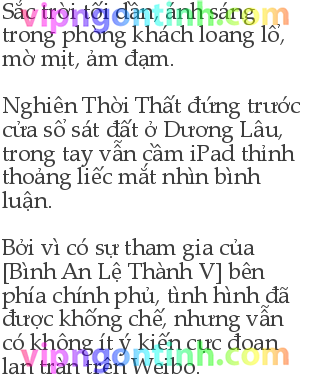 Sắc trời tối dần, ánh sáng
vipngontinh.com
trong phòng khách loang lổ,
mờ mịt, ảm đạm.
Nghiên Thời Thất đứng trước
cửa sổ sát đất ở Dương Lâu,
trong tay vẫn cầm iPad thỉnh
thoảng liếc mắt nhìn bình
luận.
Bởi vì có sự tham gia của
[Bình An Lệ Thành V] bên
phía chính phủ, tình hình đã
được khống chế, nhưng vẫn
có không ít ý kiến cực đoan
vipngontinh.com
lan tràn trên Weibo.